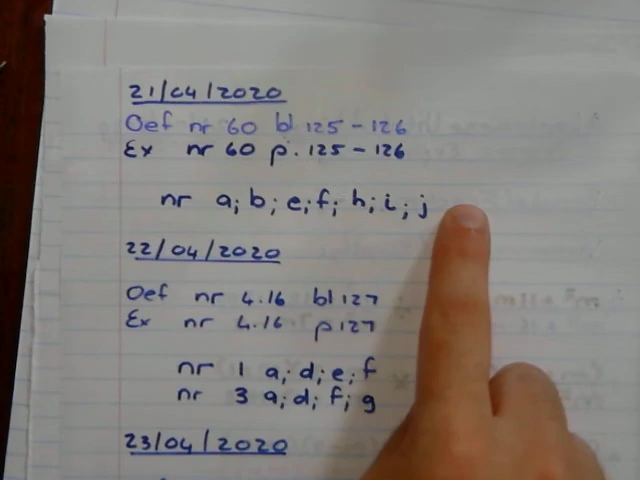 21/04/2020
Oef nr 60 bl 125 - 126
Ex nr 60 p. 125 - 126
nr a; b; e; f; h; i; j
22/04/2020
Oef nr 4.16 bl 127
Ex nr 4.16 p 127
nr 1 a; d; e; f
nr 3 a; d; f; g
23/04/2020